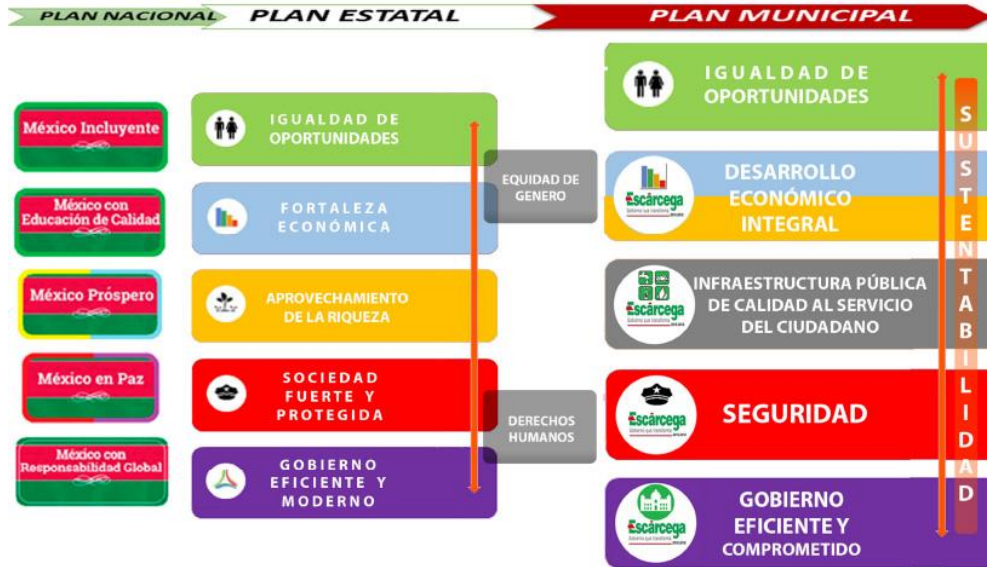 PLAN NACIONAL
PLAN ESTATAL
PLAN MUNICIPAL
México Incluyente
México con
Educación de Calidad
México Próspero
México en Paz
México con
Responsabilidad Global
IGUALDAD DE
OPORTUNIDADES
FORTALEZA
ECONÓMICA
APROVECHAMIENTO
DE LA RIQUEZA
SOCIEDAD
FUERTE Y
PROTEGIDA
GOBIERNO
EFICIENTE Y
MODERNO
EQUIDAD DE
GENERO
DERECHOS
HUMANOS
IGUALDAD DE
OPORTUNIDADES
Escárcega
DESARROLLO
ECONÓMICO
INTEGRAL
Escárcega
INFRAESTRUCTURA PÚBLICA
DE CALIDAD AL SERVICIO
DEL CIUDADANO
Escárcega
SEGURIDAD
Escárcega
GOBIERNO
EFICIENTE Y
COMPROMETIDO
SUSTENTABILIDAD